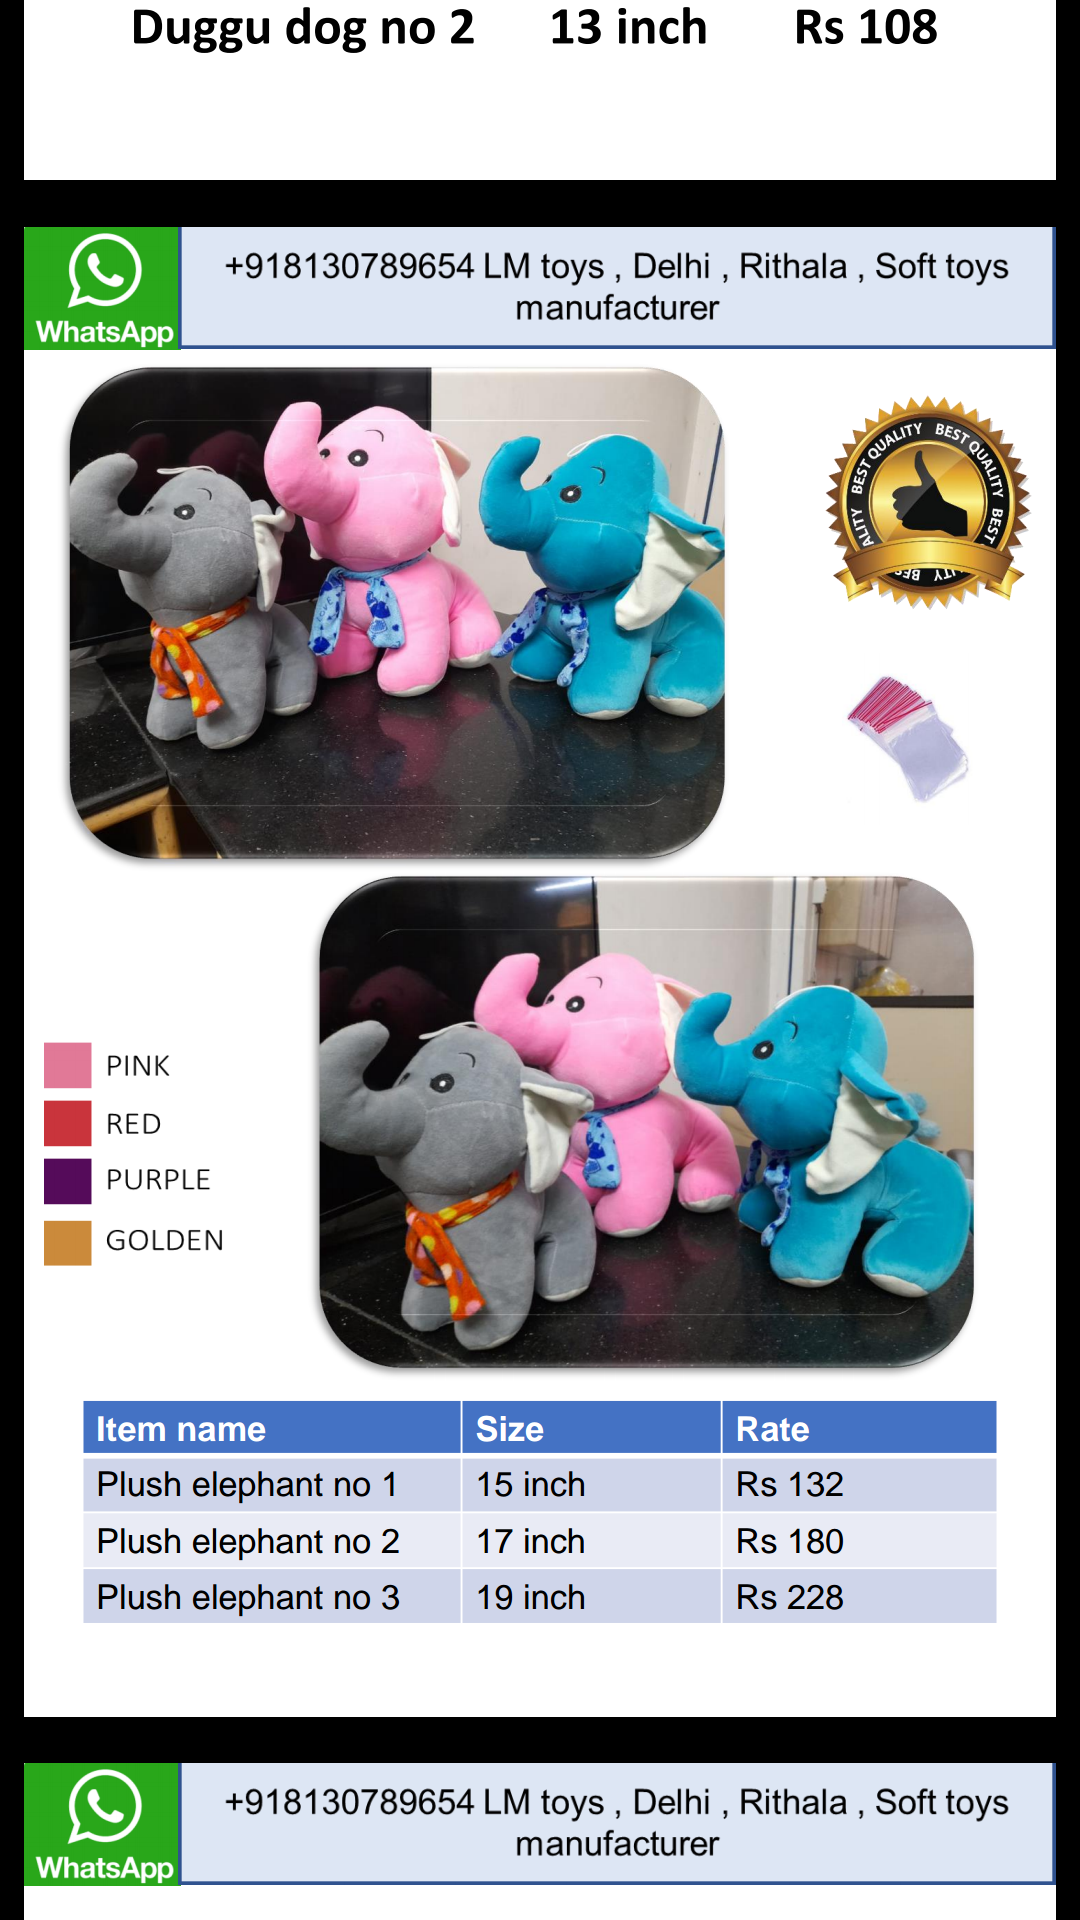 Duggu dog no 2 13 inch Rs 108
WhatsApp
+918130789654 LM toys , Delhi , Rithala , Soft toys
manufacturer
BEST QUALITY BEST QUALITY BEST
ALITY BES ITY
PINK
RED
PURPLE
GOLDEN
Item name Size Rate
Plush elephant no 1 15 inch Rs 132
Plush elephant no 2 17 inch Rs 180
Plush elephant no 3 19 inch Rs 228
WhatsApp
+918130789654 LM toys , Delhi , Rithala , Soft toys
manufacturer